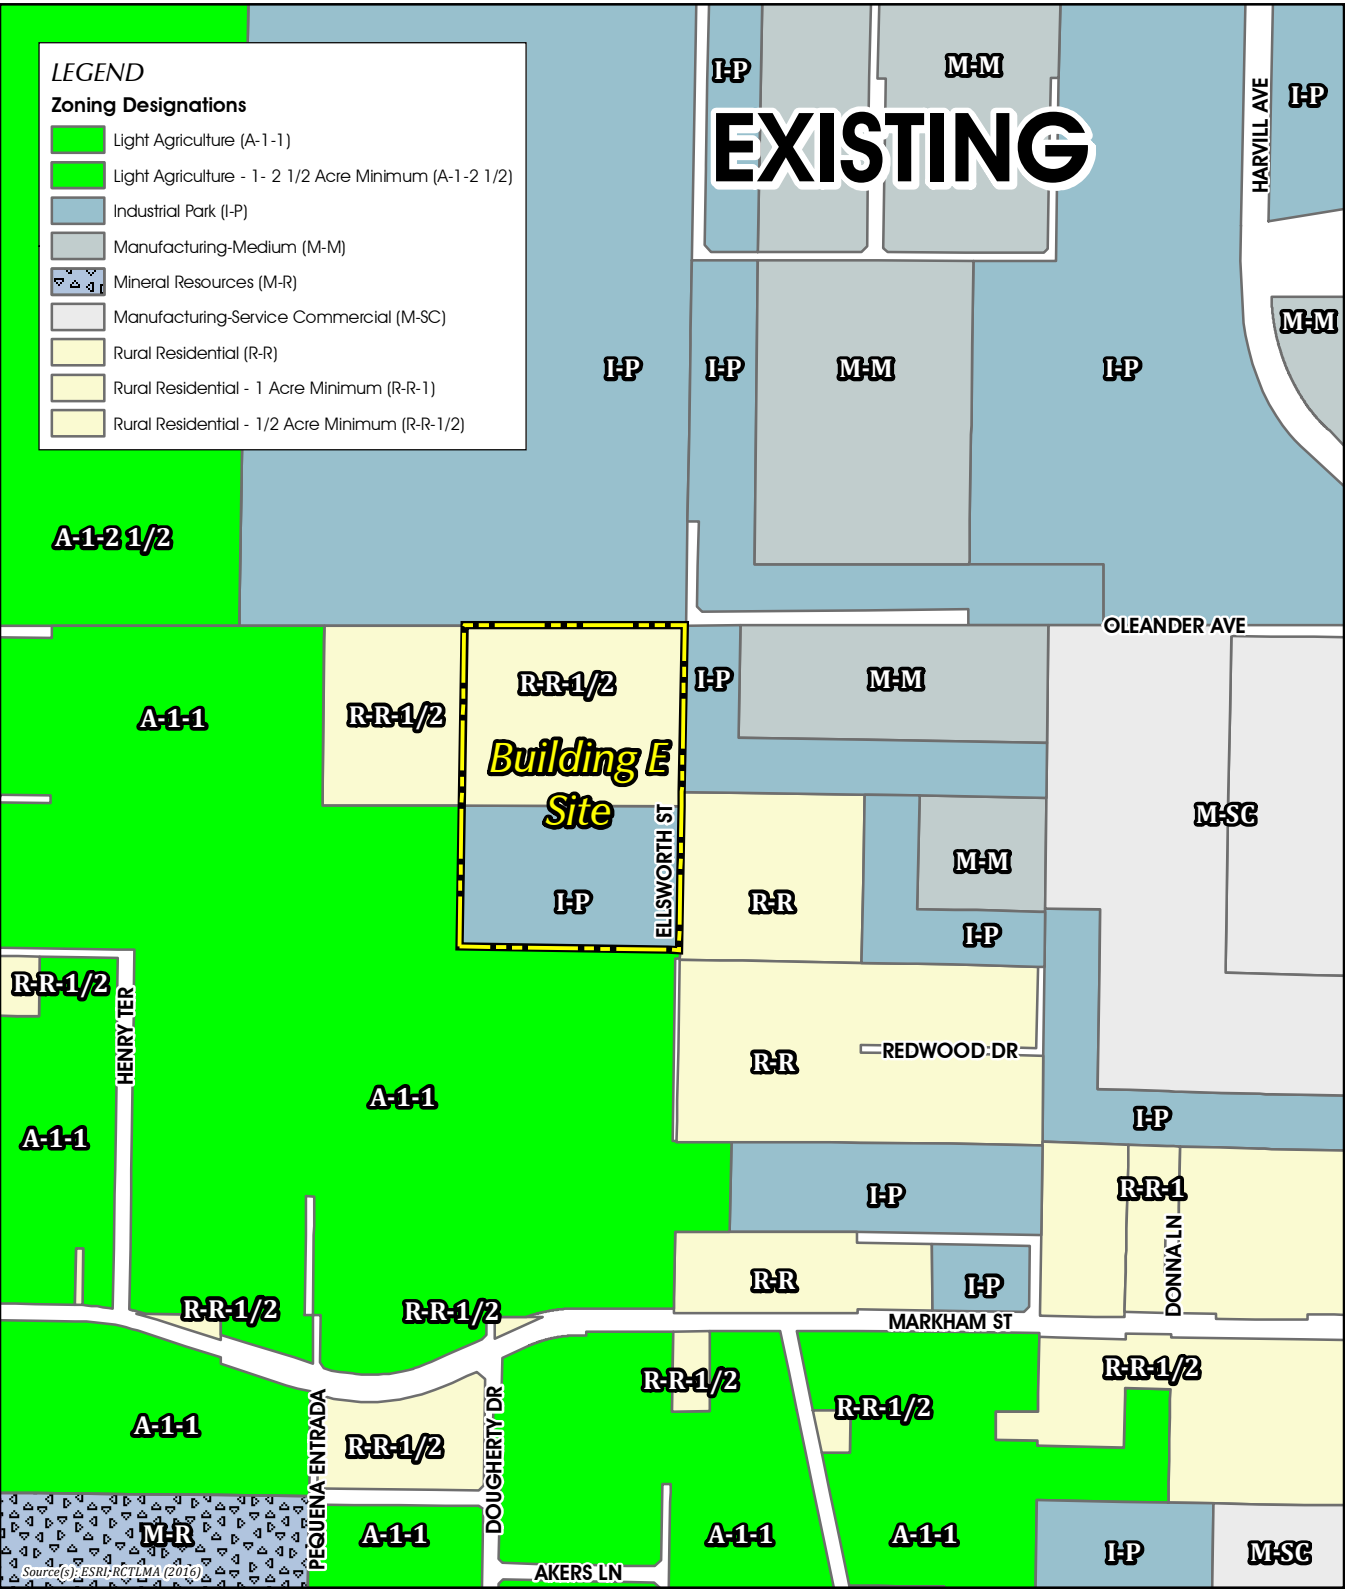 LEGEND
Zoning Designations
Light Agriculture (A-1-1)
Light Agriculture - 1- 2 1/2 Acre Minimum (A-1-2 1/2)
Industrial Park (I-P)
Manufacturing-Medium (M-M)
Mineral Resources (M-R)
Manufacturing-Service Commercial (M-SC)
Rural Residential (R-R)
Rural Residential - 1 Acre Minimum (R-R-1)
Rural Residential - 1/2 Acre Minimum (R-R-1/2)
I-P
M-M
HARVILL AVE
I-P
EXISTING
M-M
I-P
I-P
M-M
I-P
A-1-2 1/2
OLEANDER AVE
A-1-1
R-R-1/2
R-R-1/2
I-P
M-M
Building E
Site
I-P
ELLSWORTH ST
M-SC
M-M
R-R
I-P
R-R-1/2
HENRY TER
R-R
REDWOOD DR
A-1-1
A-1-1
I-P
I-P
R-R-1
DONNA LN
R-R
I-P
R-R-1/2
R-R-1/2
MARKHAM ST
R-R-1/2
R-R-1/2
R-R-1/2
A-1-1
PEQUENA ENTRADA
R-R-1/2
DOUGHERTY DR
M-R
A-1-1
A-1-1
A-1-1
I-P
M-SC
AKERS LN
Source(s): ESRI, RCTLMA (2016)